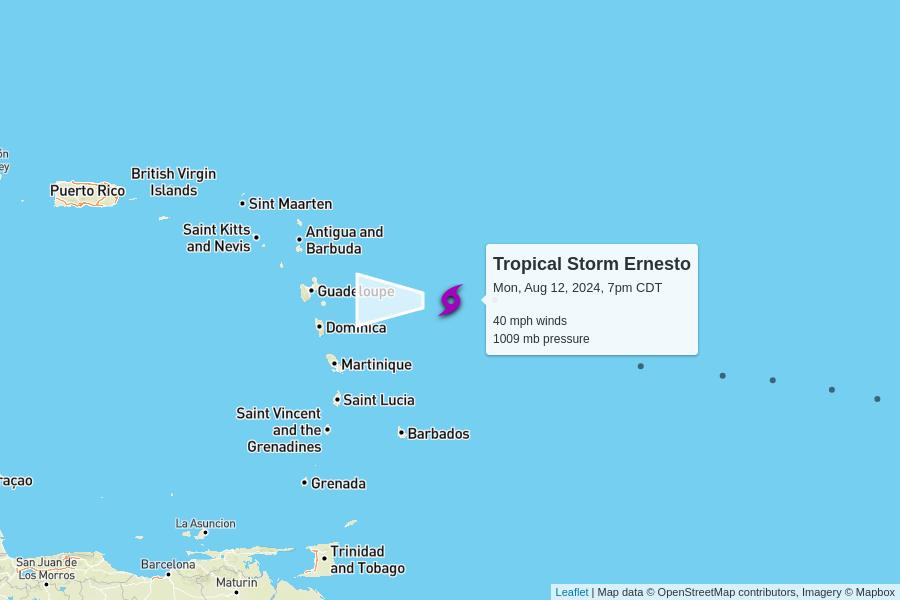 ón
ey
British Virgin
Islands
Puerto Rico
Sint Maarten
Saint Kitts
and Nevis
Antigua and
Barbuda
Guadeloupe
Dominica
Martinique
Saint Lucia
Saint Vincent
and the
Grenadines
Barbados
Grenada
raçao
La Asuncion
Trinidad
and Tobago
San Juan de
Los Morros
Barcelona
Maturin
Tropical Storm Ernesto
Mon, Aug 12, 2024, 7pm CDT
40 mph winds
1009 mb pressure
Leaflet | Map data © OpenStreetMap contributors, Imagery © Mapbox